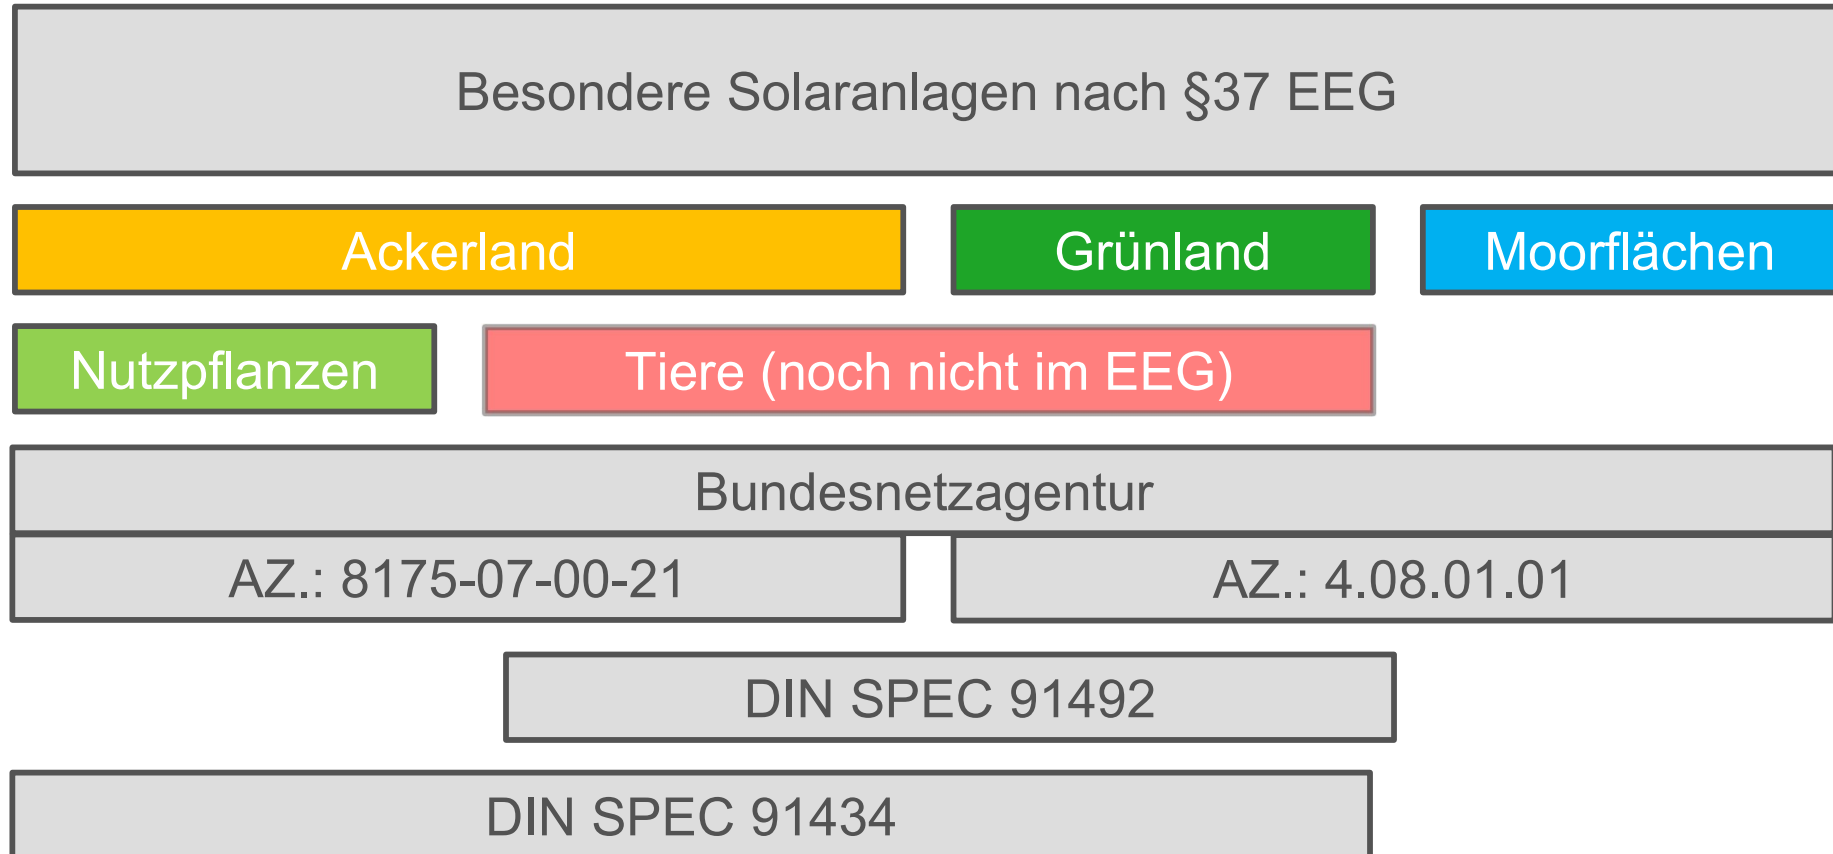 Besondere Solaranlagen nach §37 EEG
Ackerland
Grünland
Moorflächen
Nutzpflanzen
Tiere (noch nicht im EEG)
Bundesnetzagentur
AZ.: 8175-07-00-21
AZ.: 4.08.01.01
DIN SPEC 91492
DIN SPEC 91434